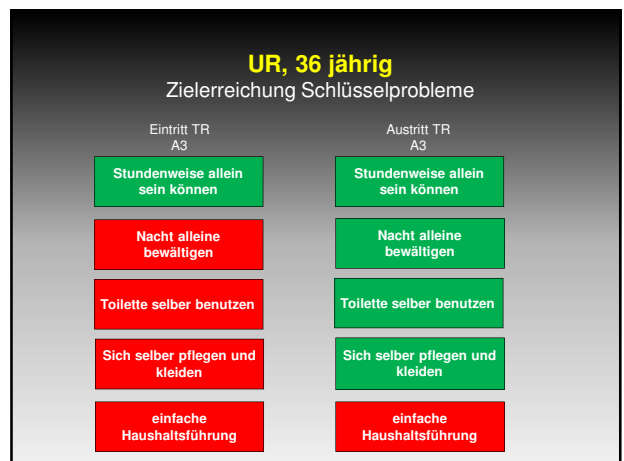 UR, 36 jährig
Zielerreichung Schlüsselprobleme
Eintritt TR
A3
Austritt TR
A3
Stundenweise allein
sein können
Stundenweise allein
sein können
Nacht alleine
bewältigen
Nacht alleine
bewältigen
Toilette selber benutzen
Toilette selber benutzen
Sich selber pflegen und
kleiden
Sich selber pflegen und
kleiden
einfache
Haushaltsführung
einfache
Haushaltsführung